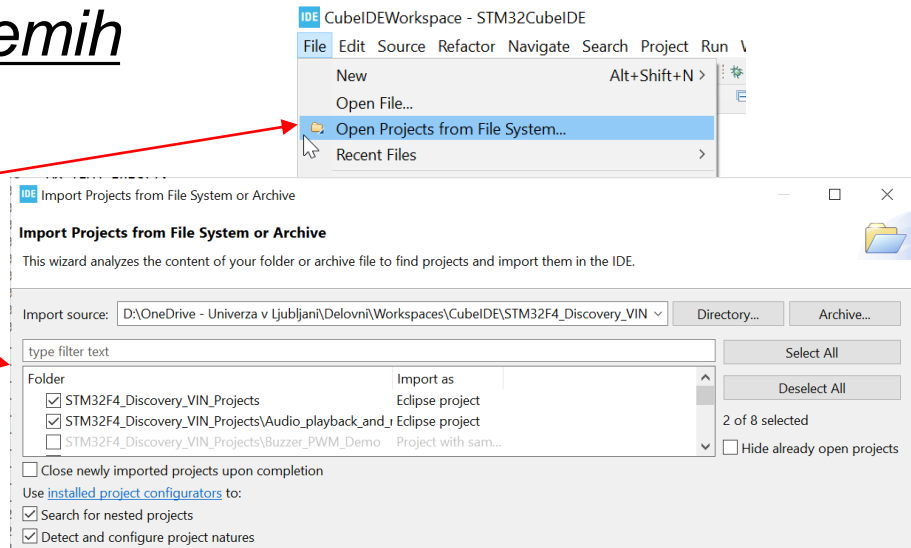 emih
IDE CubeIDEWorkspace - STM32CubeIDE
File Edit Source Refactor Navigate Search Project Run
New Alt+Shift+N >
Open File...
Open Projects from File System...
Recent Files >
IDE Import Projects from File System or Archive
Import Projects from File System or Archive
This wizard analyzes the content of your folder or archive file to find projects and import them in the IDE.
Import source: D:\OneDrive - Univerza v Ljubljani\Delovni\Workspaces\CubeIDE\STM32F4_Discovery_VIN Directory... Archive...
type filter text Select All
Folder Import as
Deselect All
STM32F4_Discovery_VIN_Projects Eclipse project
STM32F4_Discovery_VIN_Projects\Audio_playback_and_r Eclipse project 2 of 8 selected
STM32F4_Discovery_VIN_Projects\Buzzer_PWM_Demo Project with sam... Hide already open projects
Close newly imported projects upon completion
Use installed project configurators to:
Search for nested projects
Detect and configure project natures